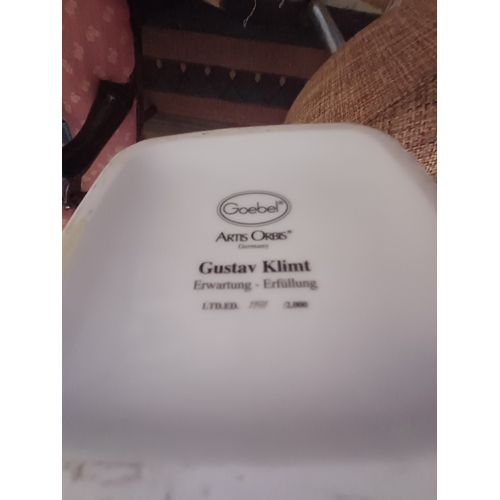 Goebel®
ARTIS ORBIS®
Germany
Gustav Klimt
Erwartung - Erfüllung
LTD.ED. /2.000